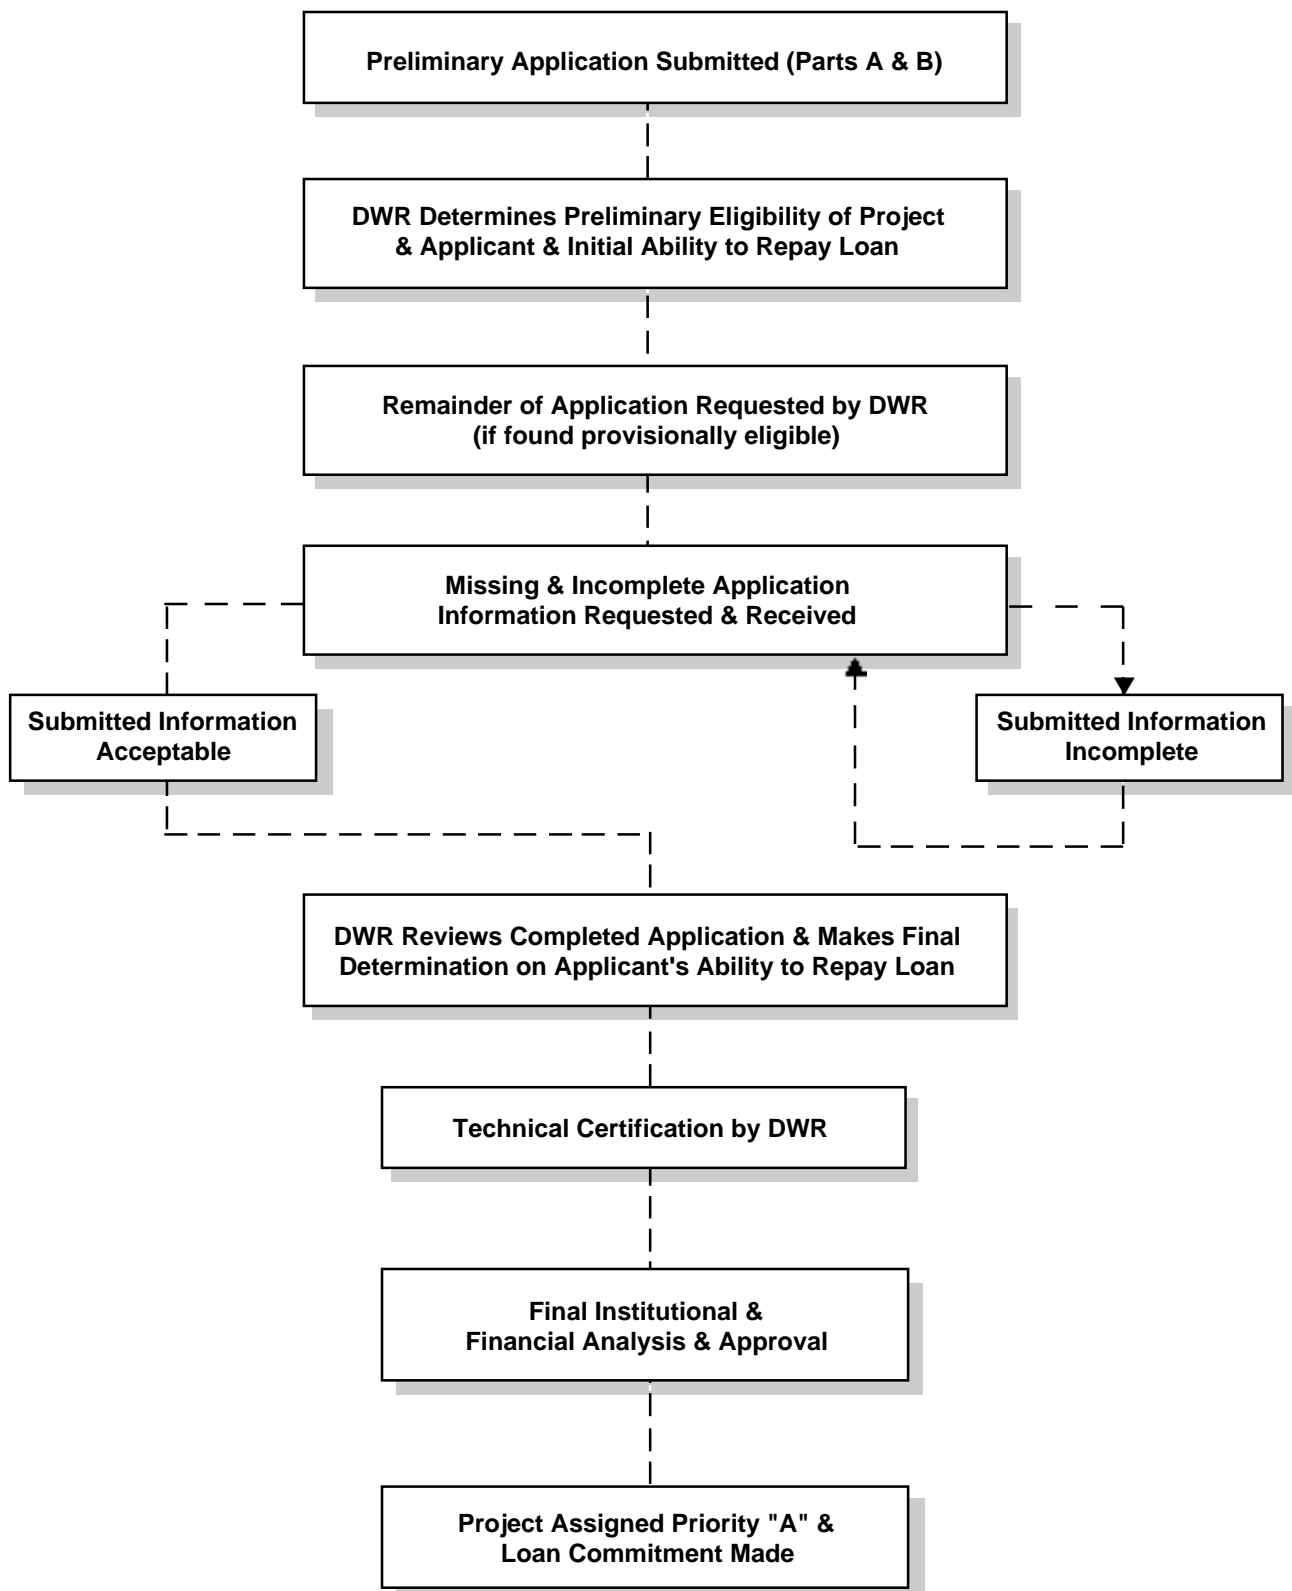 Preliminary Application Submitted (Parts A & B)
DWR Determines Preliminary Eligibility of Project
& Applicant & Initial Ability to Repay Loan
Remainder of Application Requested by DWR
(if found provisionally eligible)
Missing & Incomplete Application
Information Requested & Received
Submitted Information
Acceptable
Submitted Information
Incomplete
DWR Reviews Completed Application & Makes Final
Determination on Applicant's Ability to Repay Loan
Technical Certification by DWR
Final Institutional &
Financial Analysis & Approval
Project Assigned Priority "A" &
Loan Commitment Made